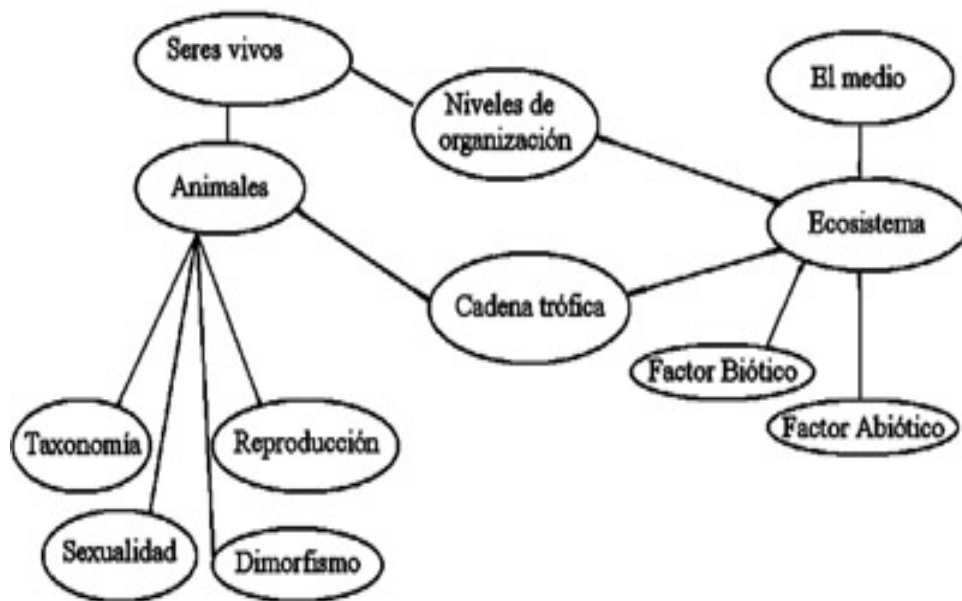 Seres vivos
El medio
Niveles de
organización
Animales
Ecosistema
Cadena trófica
Factor Biótico
Factor Abiótico
Taxonomía
Reproducción
Sexualidad
Dimorfismo